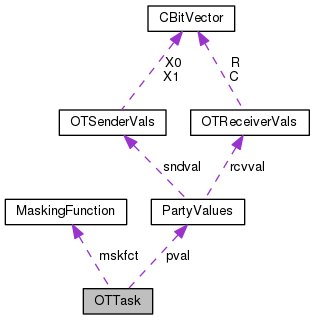 CBitVector
X0
X1
R
C
OTSenderVals
OTReceiverVals
sndval
rcvval
MaskingFunction
PartyValues
mskfct
pval
OTTask